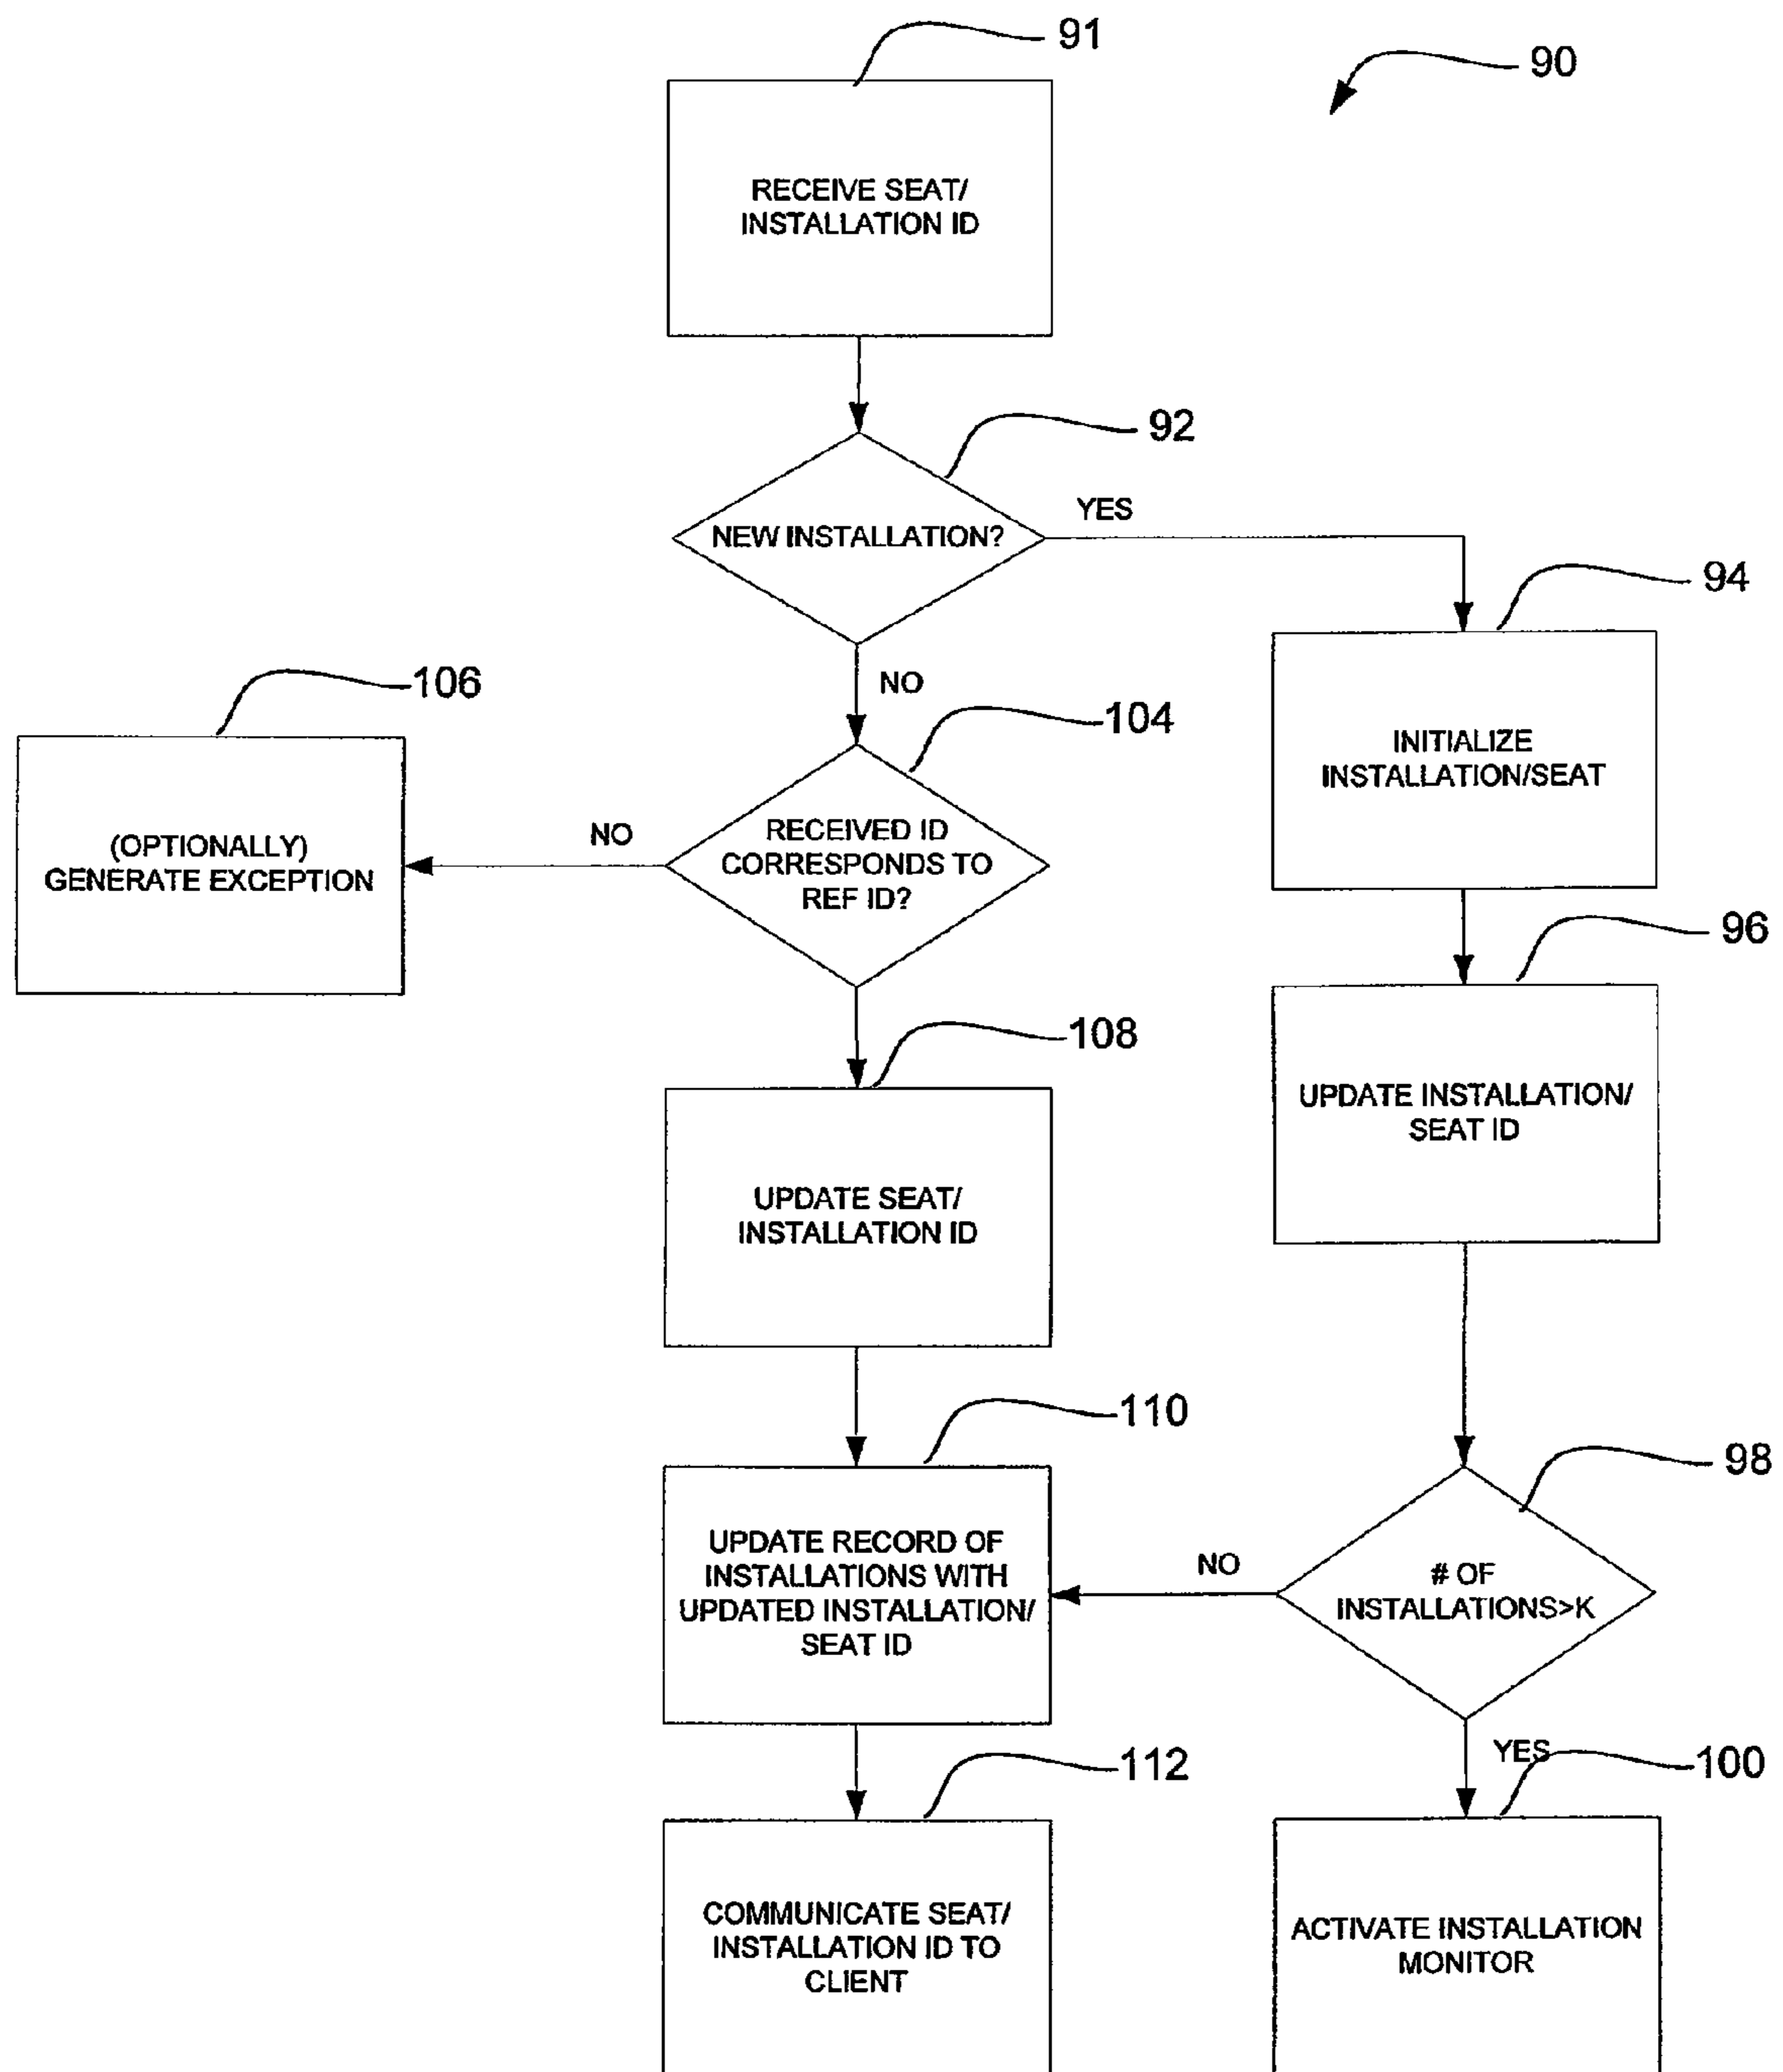 91
90
RECEIVE SEAT/
INSTALLATION ID
92
NEW INSTALLATION?
YES
94
INITIALIZE
INSTALLATION/SEAT
NO
106
104
(OPTIONALLY)
GENERATE EXCEPTION
NO
RECEIVED ID
CORRESPONDS TO
REF ID?
96
UPDATE INSTALLATION/
SEAT ID
108
UPDATE SEAT/
INSTALLATION ID
110
98
UPDATE RECORD OF
INSTALLATIONS WITH
UPDATED INSTALLATION/
SEAT ID
NO
# OF
INSTALLATIONS>K
YES
112
100
COMMUNICATE SEAT/
INSTALLATION ID TO
CLIENT
ACTIVATE INSTALLATION
MONITOR